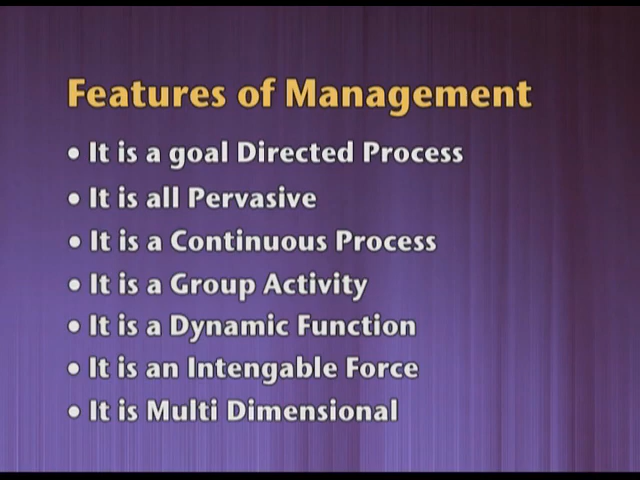 Features of Management
• It is a goal Directed Process
• It is all Pervasive
• It is a Continuous Process
• It is a Group Activity
• It is a Dynamic Function
• It is an Intengable Force
• It is Multi Dimensional